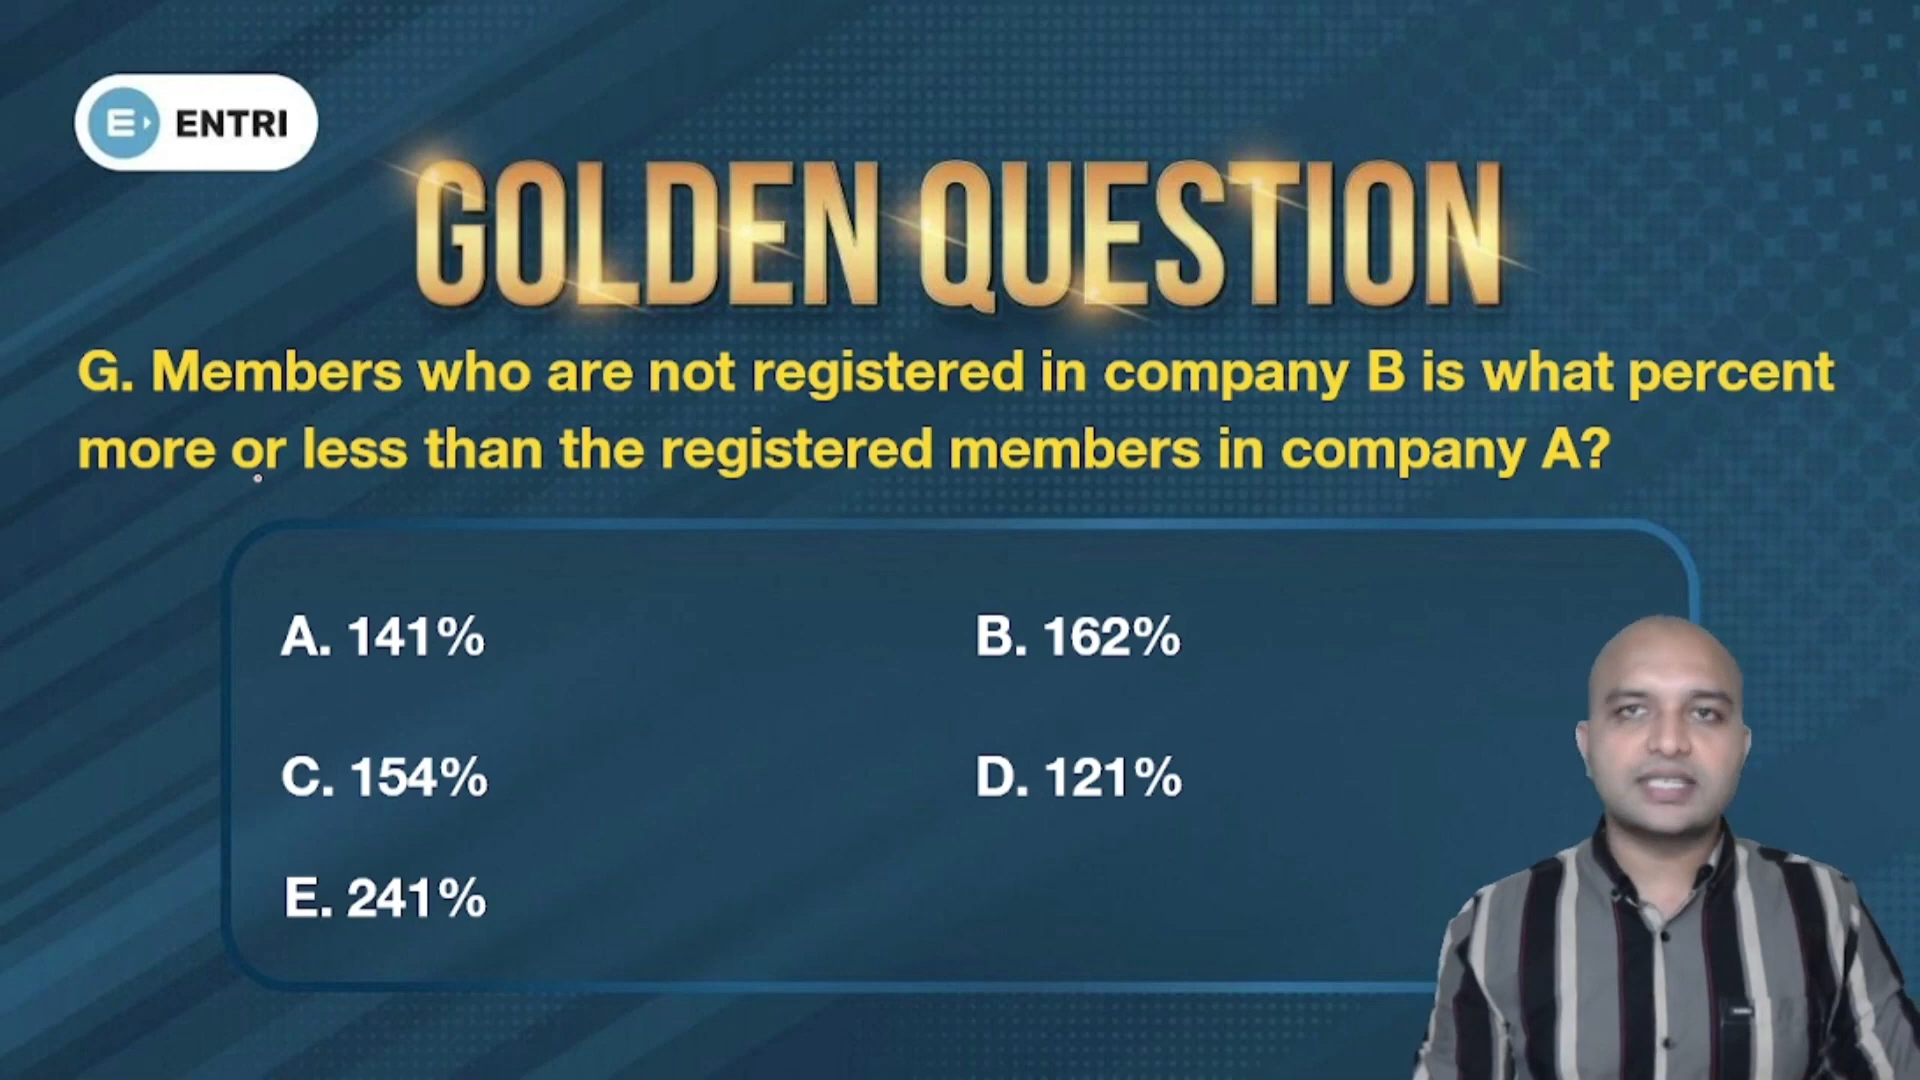 ENTRI
GOLDEN QUESTION
G. Members who are not registered in company B is what percent
more or less than the registered members in company A?
A. 141%
B. 162%
C. 154%
D. 121%
E. 241%